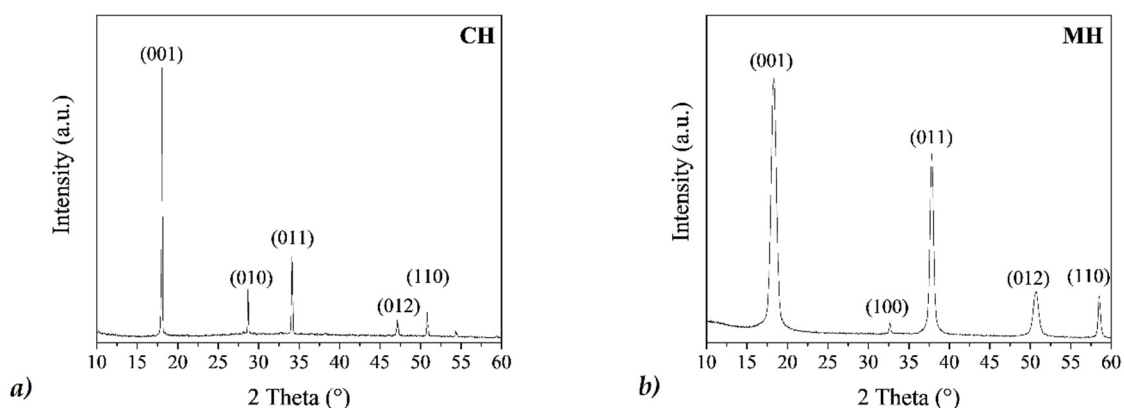 CH
(001)
(010)
(011)
(012)
(110)
Intensity (a.u.)
10 15 20 25 30 35 40 45 50 55 60
2 Theta (°)
a)
MH
(001)
(100)
(011)
(012)
(110)
Intensity (a.u.)
10 15 20 25 30 35 40 45 50 55 60
2 Theta (°)
b)